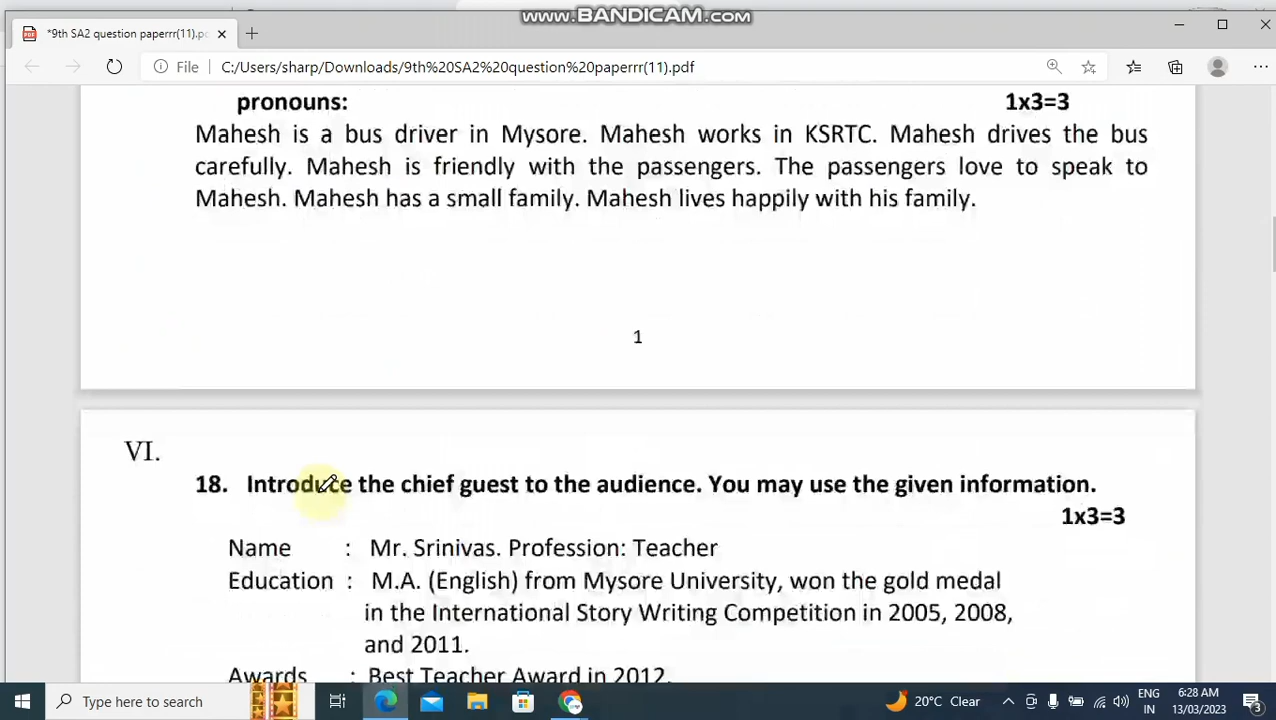 www.BANDICAM.com
*9th SA2 question paperrr(11).pd
File C:/Users/sharp/Downloads/9th%20SA2%20question%20paperrr(11).pdf
pronouns: 1x3=3
Mahesh is a bus driver in Mysore. Mahesh works in KSRTC. Mahesh drives the bus
carefully. Mahesh is friendly with the passengers. The passengers love to speak to
Mahesh. Mahesh has a small family. Mahesh lives happily with his family.
1
VI.
18. Introduce the chief guest to the audience. You may use the given information.
1x3=3
Name : Mr. Srinivas. Profession: Teacher
Education : M.A. (English) from Mysore University, won the gold medal
in the International Story Writing Competition in 2005, 2008,
and 2011.
Awards : Best Teacher Award in 2012.
Type here to search
20°C Clear
ENG
IN
6:28 AM
13/03/2023
3